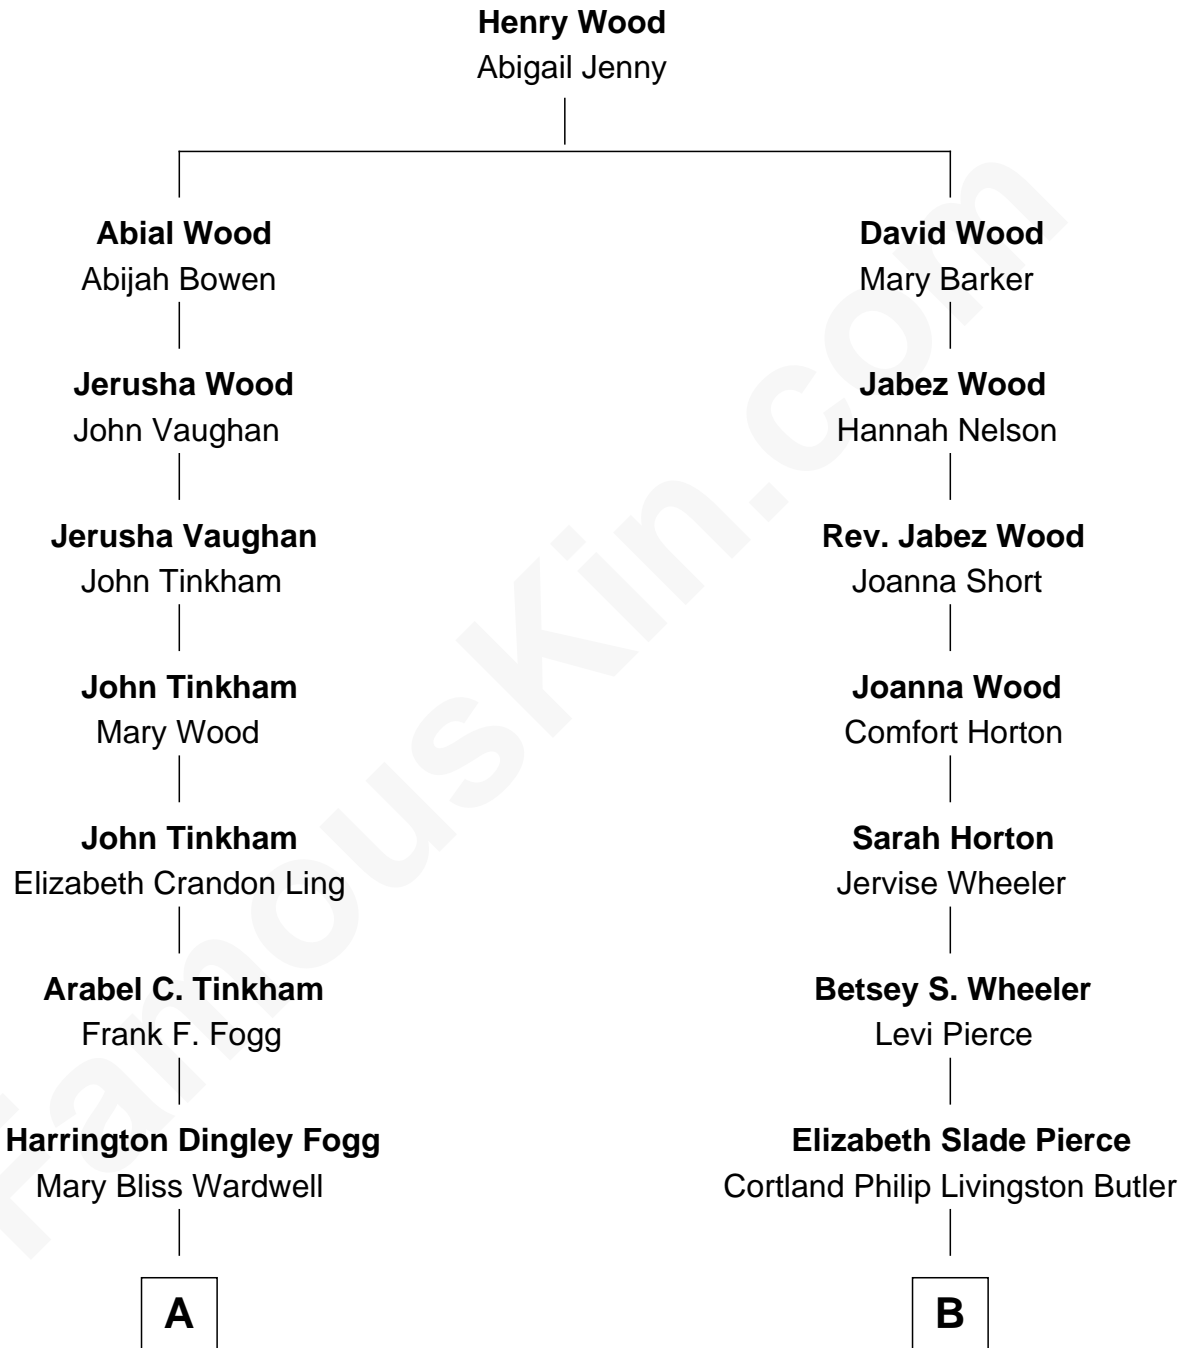 Henry Wood
Abigail Jenny
Abial Wood
Abijah Bowen
David Wood
Mary Barker
Jerusha Wood
John Vaughan
Jabez Wood
Hannah Nelson
Jerusha Vaughan
John Tinkham
Rev. Jabez Wood
Joanna Short
John Tinkham
Mary Wood
Joanna Wood
Comfort Horton
John Tinkham
Elizabeth Crandon Ling
Sarah Horton
Jervise Wheeler
Arabel C. Tinkham
Frank F. Fogg
Betsey S. Wheeler
Levi Pierce
Harrington Dingley Fogg
Mary Bliss Wardwell
Elizabeth Slade Pierce
Cortland Philip Livingston Butler
A
B
FamousKin.com